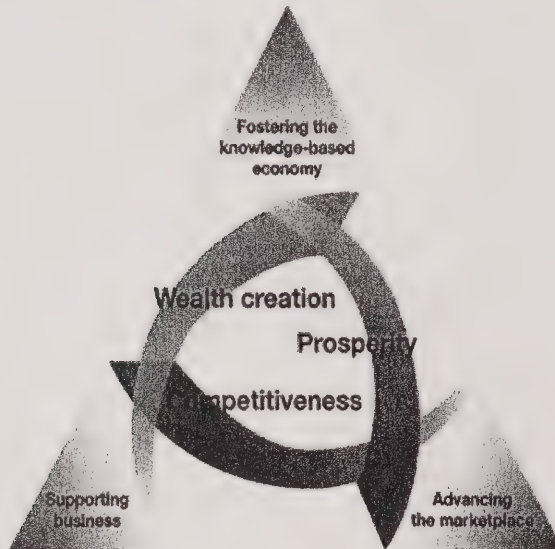 Fostering the
knowledge-based
economy
Wealth creation
Prosperity
Competitiveness
Supporting
business
Advancing
the marketplace